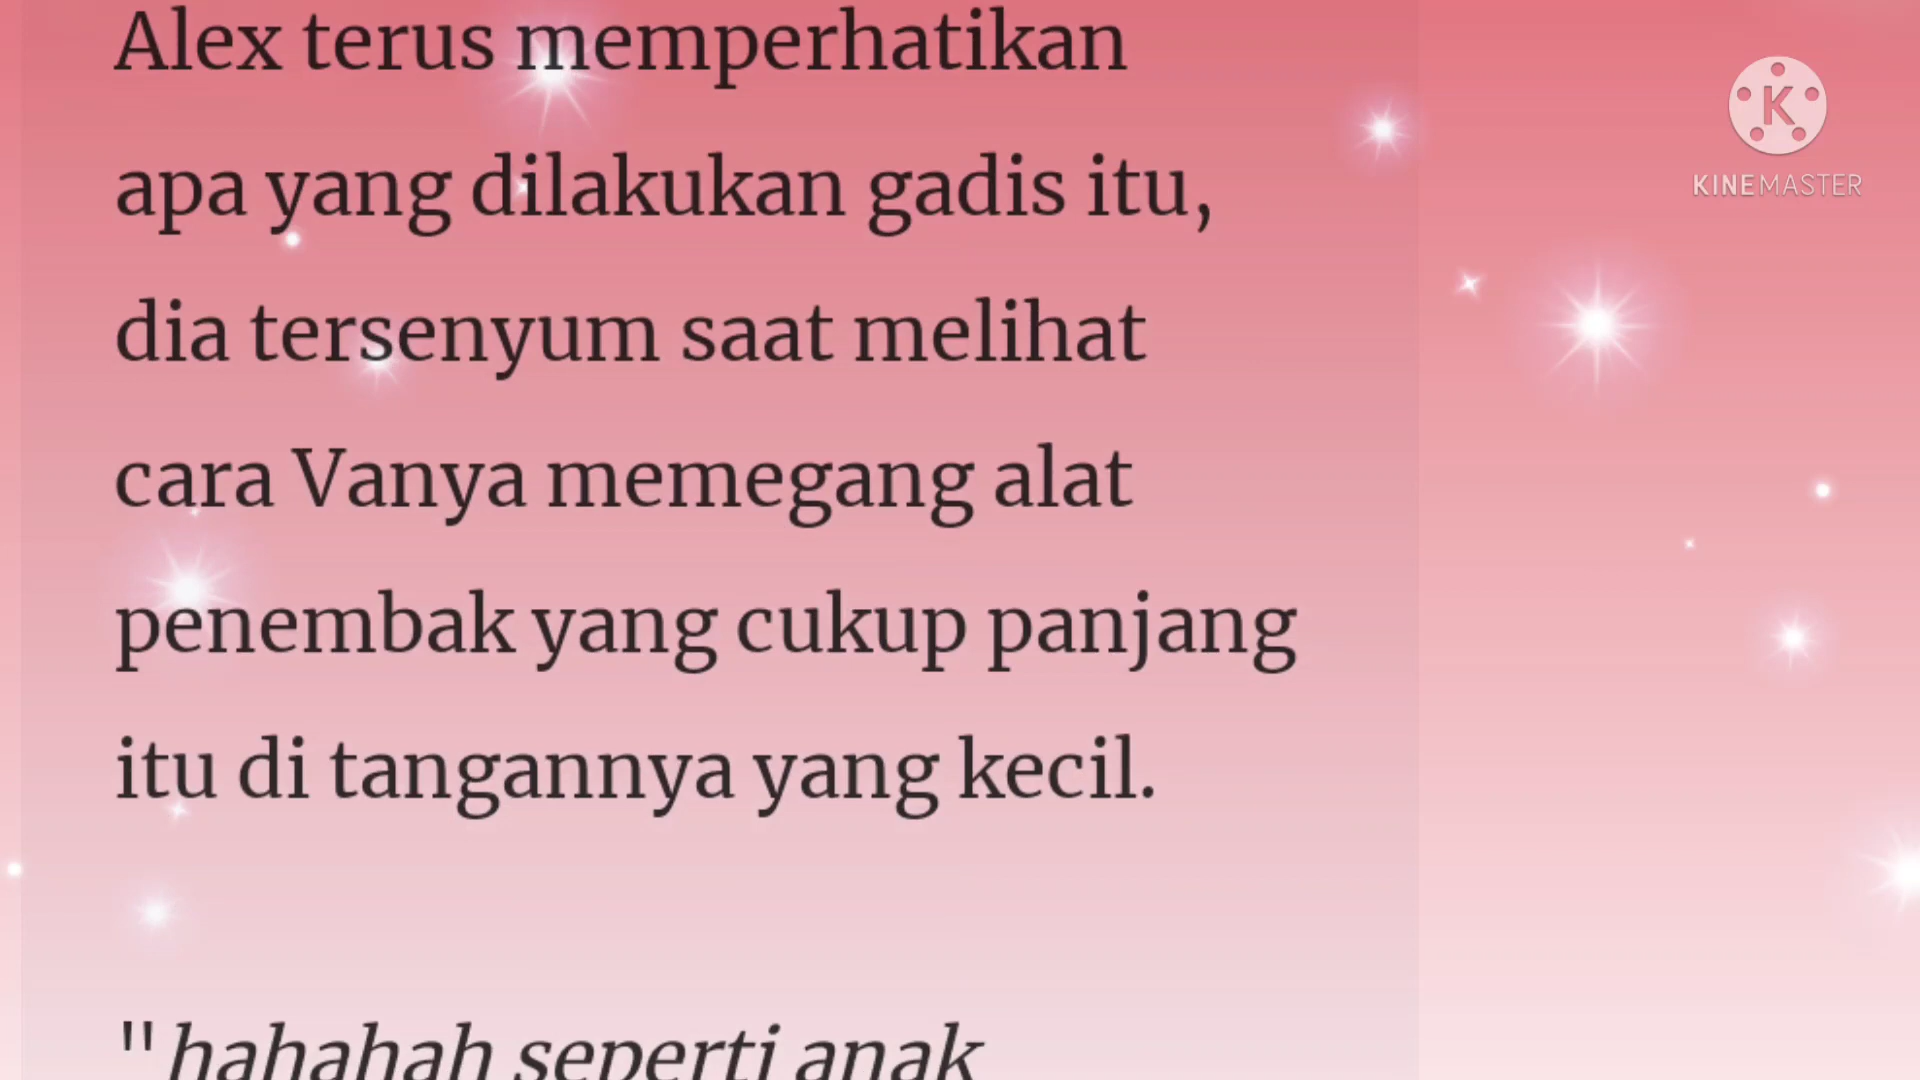 Alex terus memperhatikan
apa yang dilakukan gadis itu,
dia tersenyum saat melihat
cara Vanya memegang alat
penembak yang cukup panjang
itu di tangannya yang kecil.
"hahahah seperti anak
K
KINEMASTER